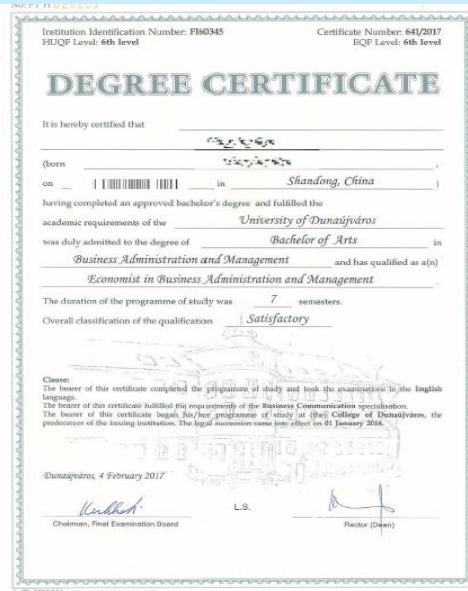 Institution Identification Number: FI60345 Certificate Number: 641/2017
HUQF Level: 6th level EQF Level: 6th level
DEGREE CERTIFICATE
It is hereby certified that
(born ,
on in Shandong, China )
having completed an approved bachelor's degree and fulfilled the
academic requirements of the University of Dunaújváros
was duly admitted to the degree of Bachelor of Arts in
Business Administration and Management and has qualified as a(n)
Economist in Business Administration and Management .
The duration of the programme of study was 7 semesters.
Overall classification of the qualification Satisfactory
Clause:
The bearer of this certificate completed the programme of study and took the examinations in the English
language.
The bearer of this certificate fulfilled the requirements of the Business Communication specialisation.
The bearer of this certificate began his/her programme of study at (the) College of Dunaújváros, the
predecessor of the issuing institution. The legal succession came into effect on 01 January 2016.
Dunaújváros, 4 February 2017
L.S.
Chairman, Final Examination Board Rector (Dean)